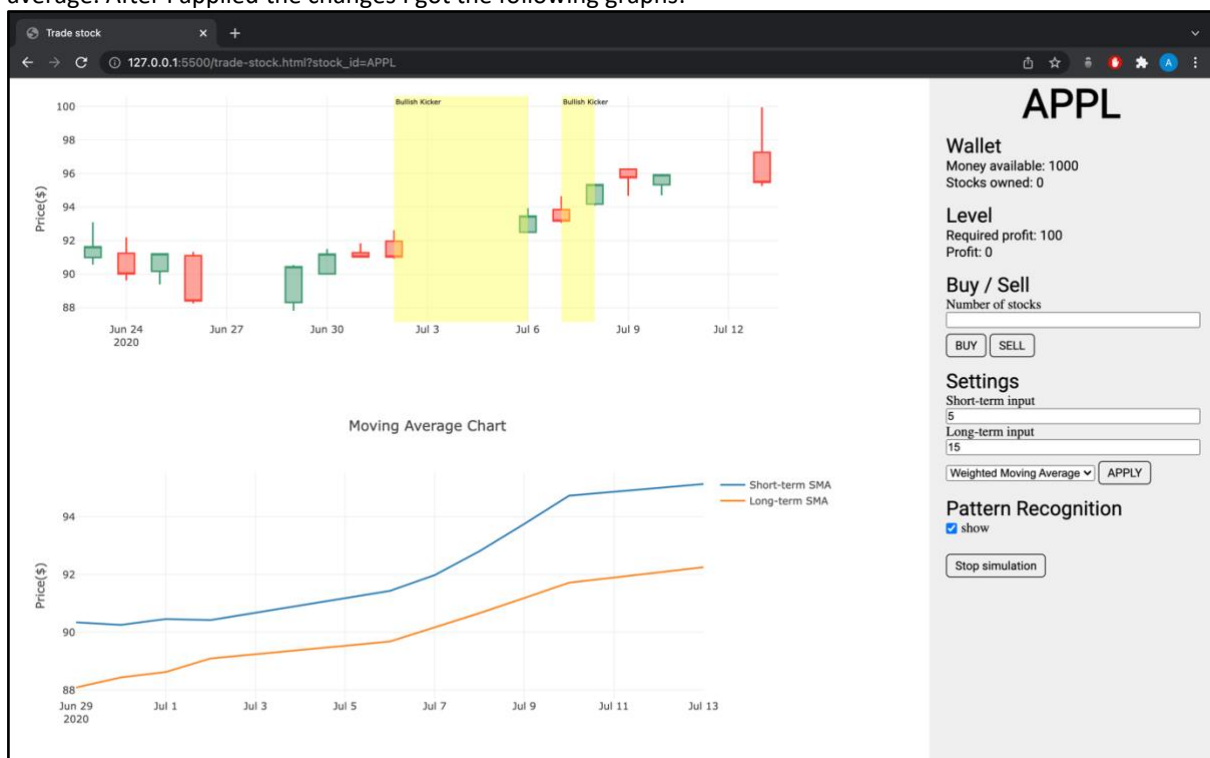 average. After I applied the changes I got the following graphs:
Trade stock
127.0.0.1:5500/trade-stock.html?stock_id=APPL
A
Bullish Kicker
Bullish Kicker
100
98
96
94
92
90
88
Price($)
Jun 24
2020
Jun 27
Jun 30
Jul 3
Jul 6
Jul 9
Jul 12
Moving Average Chart
Short-term SMA
Long-term SMA
94
92
90
88
Price($)
Jun 29
2020
Jul 1
Jul 3
Jul 5
Jul 7
Jul 9
Jul 11
Jul 13
APPL
Wallet
Money available: 1000
Stocks owned: 0
Level
Required profit: 100
Profit: 0
Buy / Sell
Number of stocks
BUY SELL
Settings
Short-term input
5
Long-term input
15
Weighted Moving Average APPLY
Pattern Recognition
show
Stop simulation